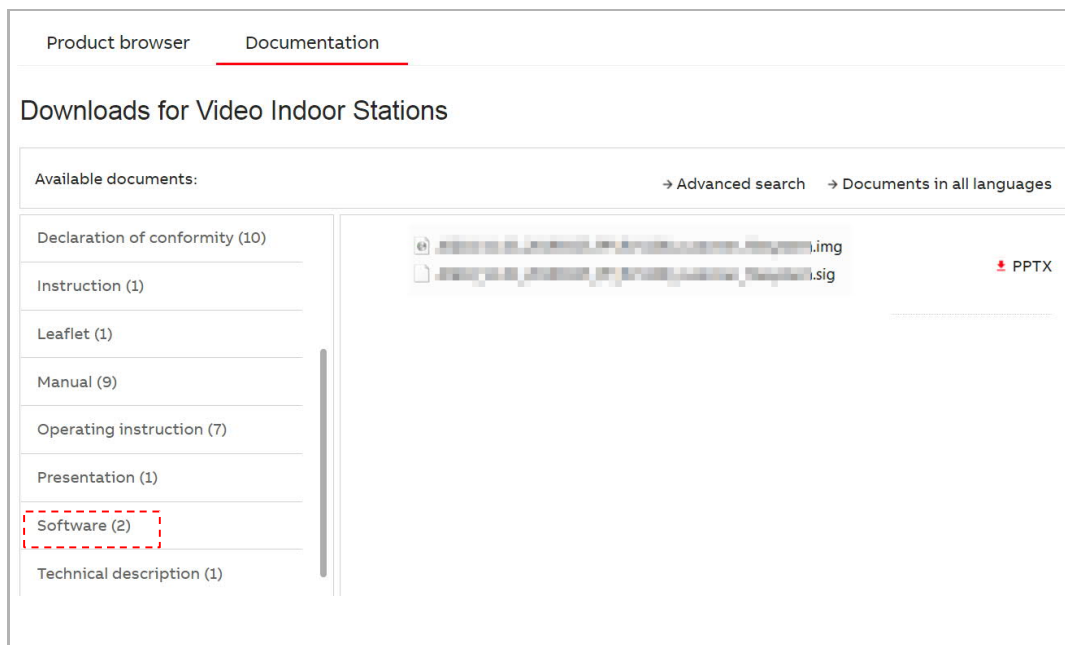 Product browser Documentation
Downloads for Video Indoor Stations
Available documents:
→ Advanced search → Documents in all languages
Declaration of conformity (10)
Instruction (1)
Leaflet (1)
Manual (9)
Operating instruction (7)
Presentation (1)
Software (2)
Technical description (1)
.img
.sig
PPTX